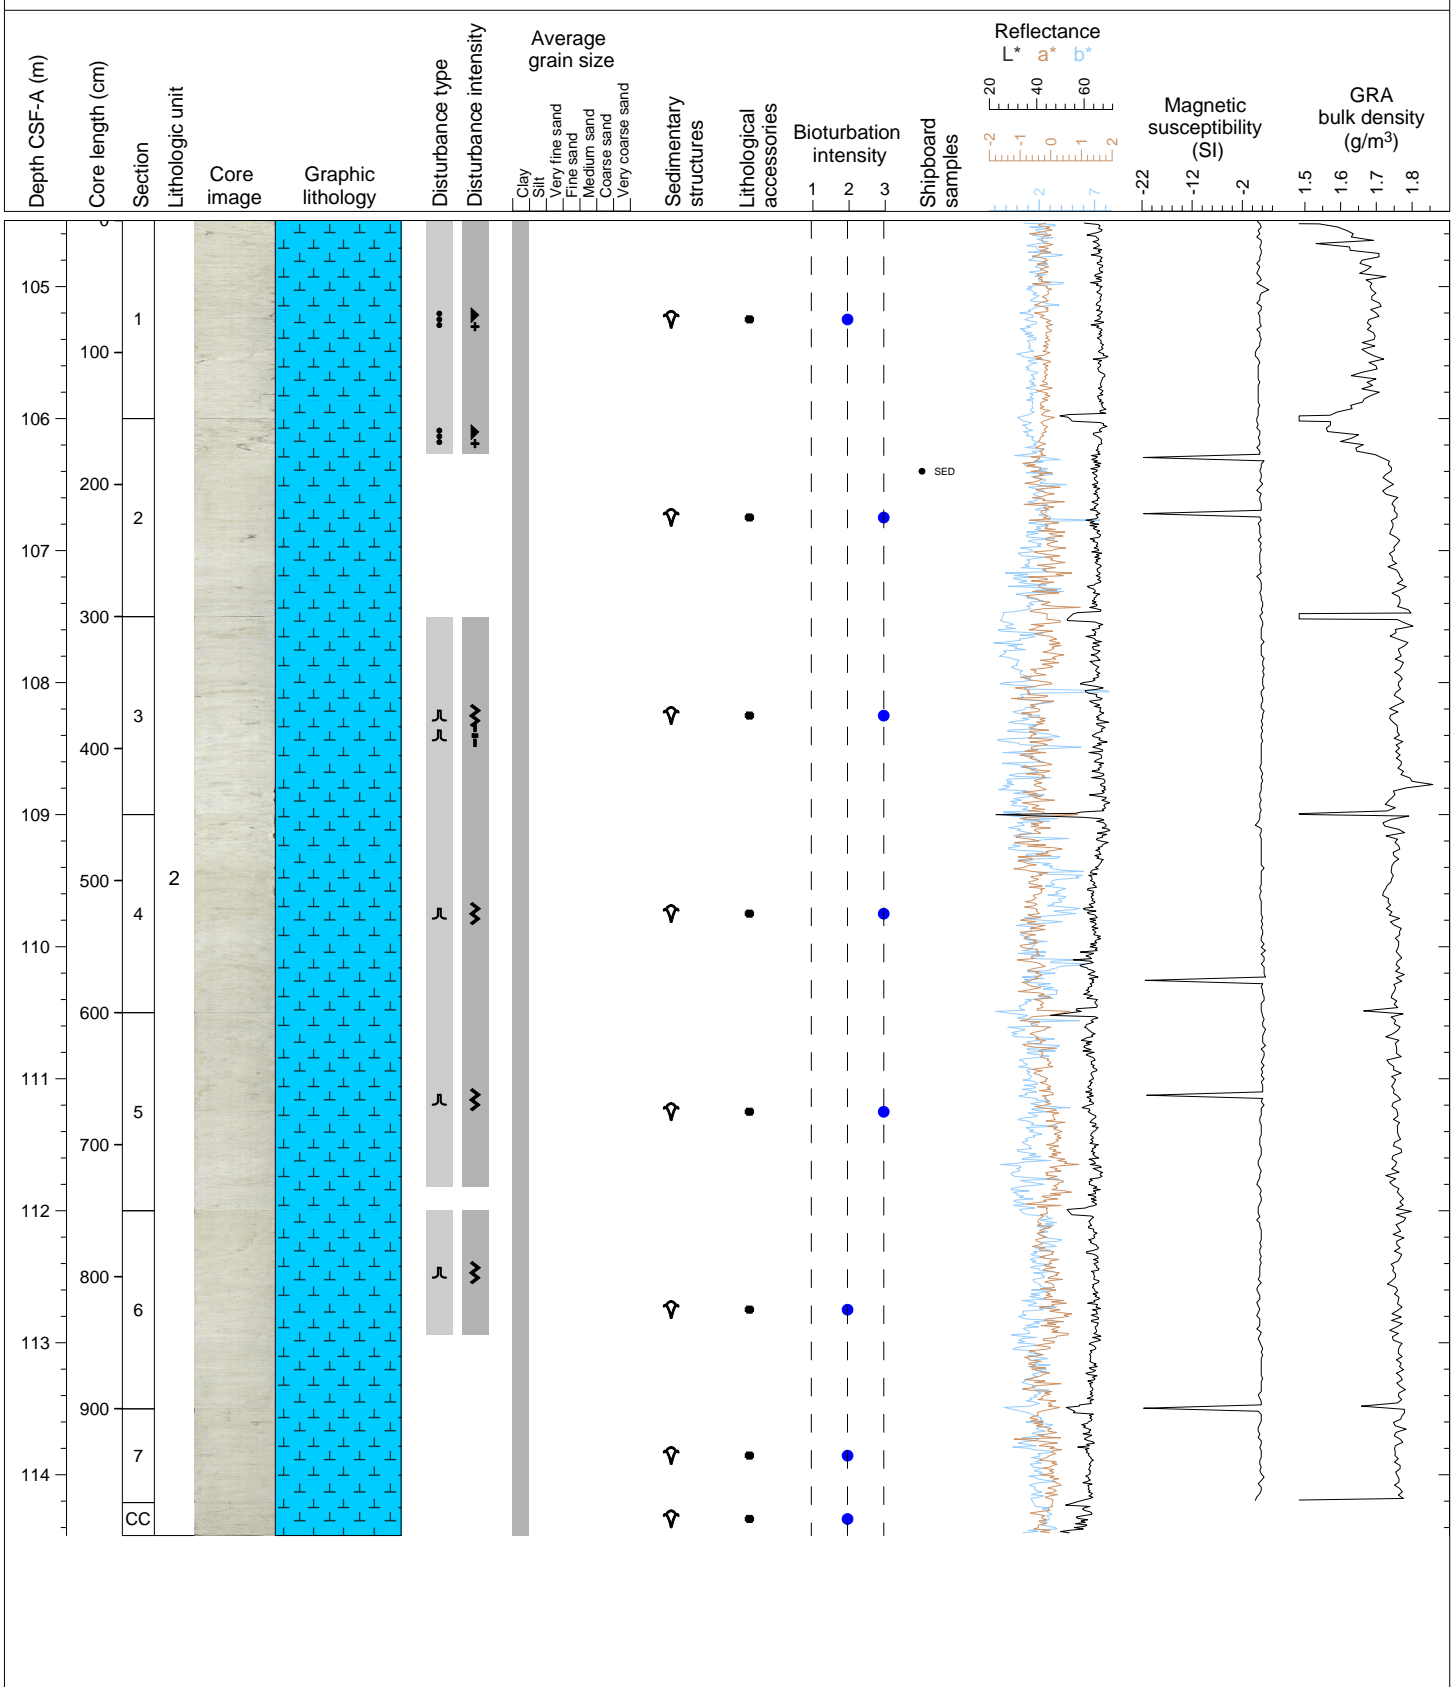 Depth CSF-A (m)
Core length (cm)
Section
Lithologic unit
Core
image
Graphic
lithology
Disturbance type
Disturbance intensity
Average
grain size
Clay
Silt
Very fine sand
Fine sand
Medium sand
Coarse sand
Very coarse sand
Sedimentary
structures
Lithological
accessories
Bioturbation
intensity
1 2 3
Shipboard
samples
Reflectance
L* a* b*
20 40 60
-2 -1 0 1 2
2 7
Magnetic
susceptibility
(SI)
-22 -12 -2
GRA
bulk density
(g/m3)
1.5 1.6 1.7 1.8
0
105
1
100
106
SED
200
2
107
300
108
3
400
109
2
500
4
110
600
111
5
700
112
800
6
113
900
7
114
CC